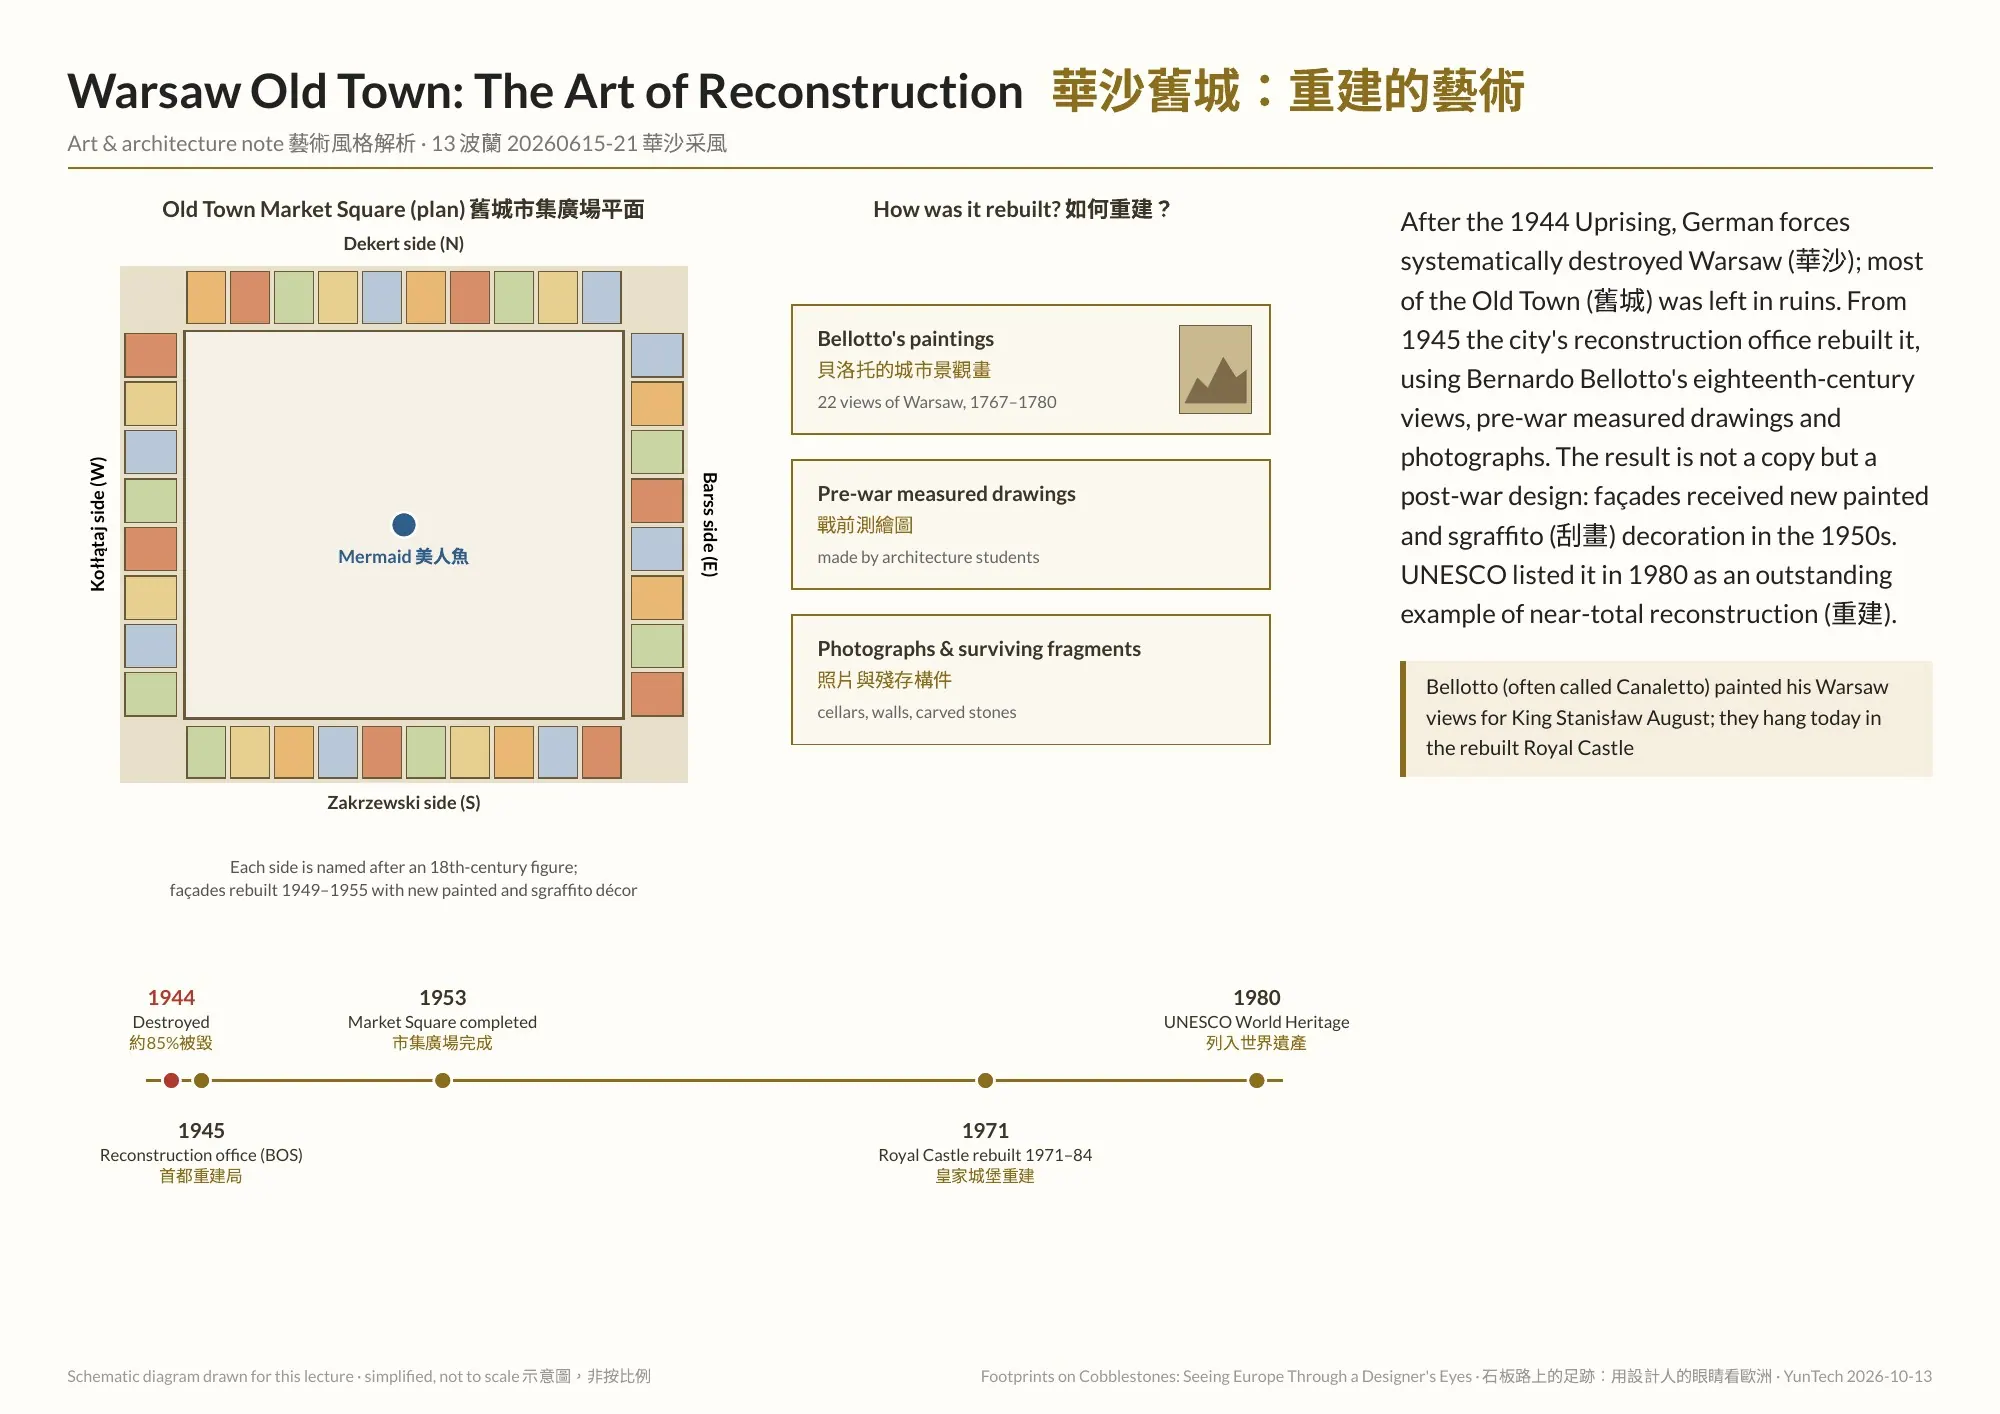 Warsaw Old Town: The Art of Reconstruction 華沙舊城：重建的藝術
Art & architecture note 藝術風格解析 · 13 波蘭 20260615-21 華沙采風
Old Town Market Square (plan) 舊城市集廣場平面
Dekert side (N)
Kołłątaj side (W)
Barss side (E)
Mermaid 美人魚
Zakrzewski side (S)
Each side is named after an 18th-century figure;
façades rebuilt 1949–1955 with new painted and sgraffito décor
How was it rebuilt? 如何重建？
Bellotto's paintings
貝洛托的城市景觀畫
22 views of Warsaw, 1767–1780
Pre-war measured drawings
戰前測繪圖
made by architecture students
Photographs & surviving fragments
照片與殘存構件
cellars, walls, carved stones
After the 1944 Uprising, German forces
systematically destroyed Warsaw (華沙); most
of the Old Town (舊城) was left in ruins. From
1945 the city's reconstruction office rebuilt it,
using Bernardo Bellotto's eighteenth-century
views, pre-war measured drawings and
photographs. The result is not a copy but a
post-war design: façades received new painted
and sgraffito (刮畫) decoration in the 1950s.
UNESCO listed it in 1980 as an outstanding
example of near-total reconstruction (重建).
Bellotto (often called Canaletto) painted his Warsaw
views for King Stanisław August; they hang today in
the rebuilt Royal Castle
1944
Destroyed
約85%被毀
1945
Reconstruction office (BOS)
首都重建局
1953
Market Square completed
市集廣場完成
1971
Royal Castle rebuilt 1971–84
皇家城堡重建
1980
UNESCO World Heritage
列入世界遺產
Schematic diagram drawn for this lecture · simplified, not to scale 示意圖，非按比例
Footprints on Cobblestones: Seeing Europe Through a Designer's Eyes · 石板路上的足跡：用設計人的眼睛看歐洲 · YunTech 2026-10-13